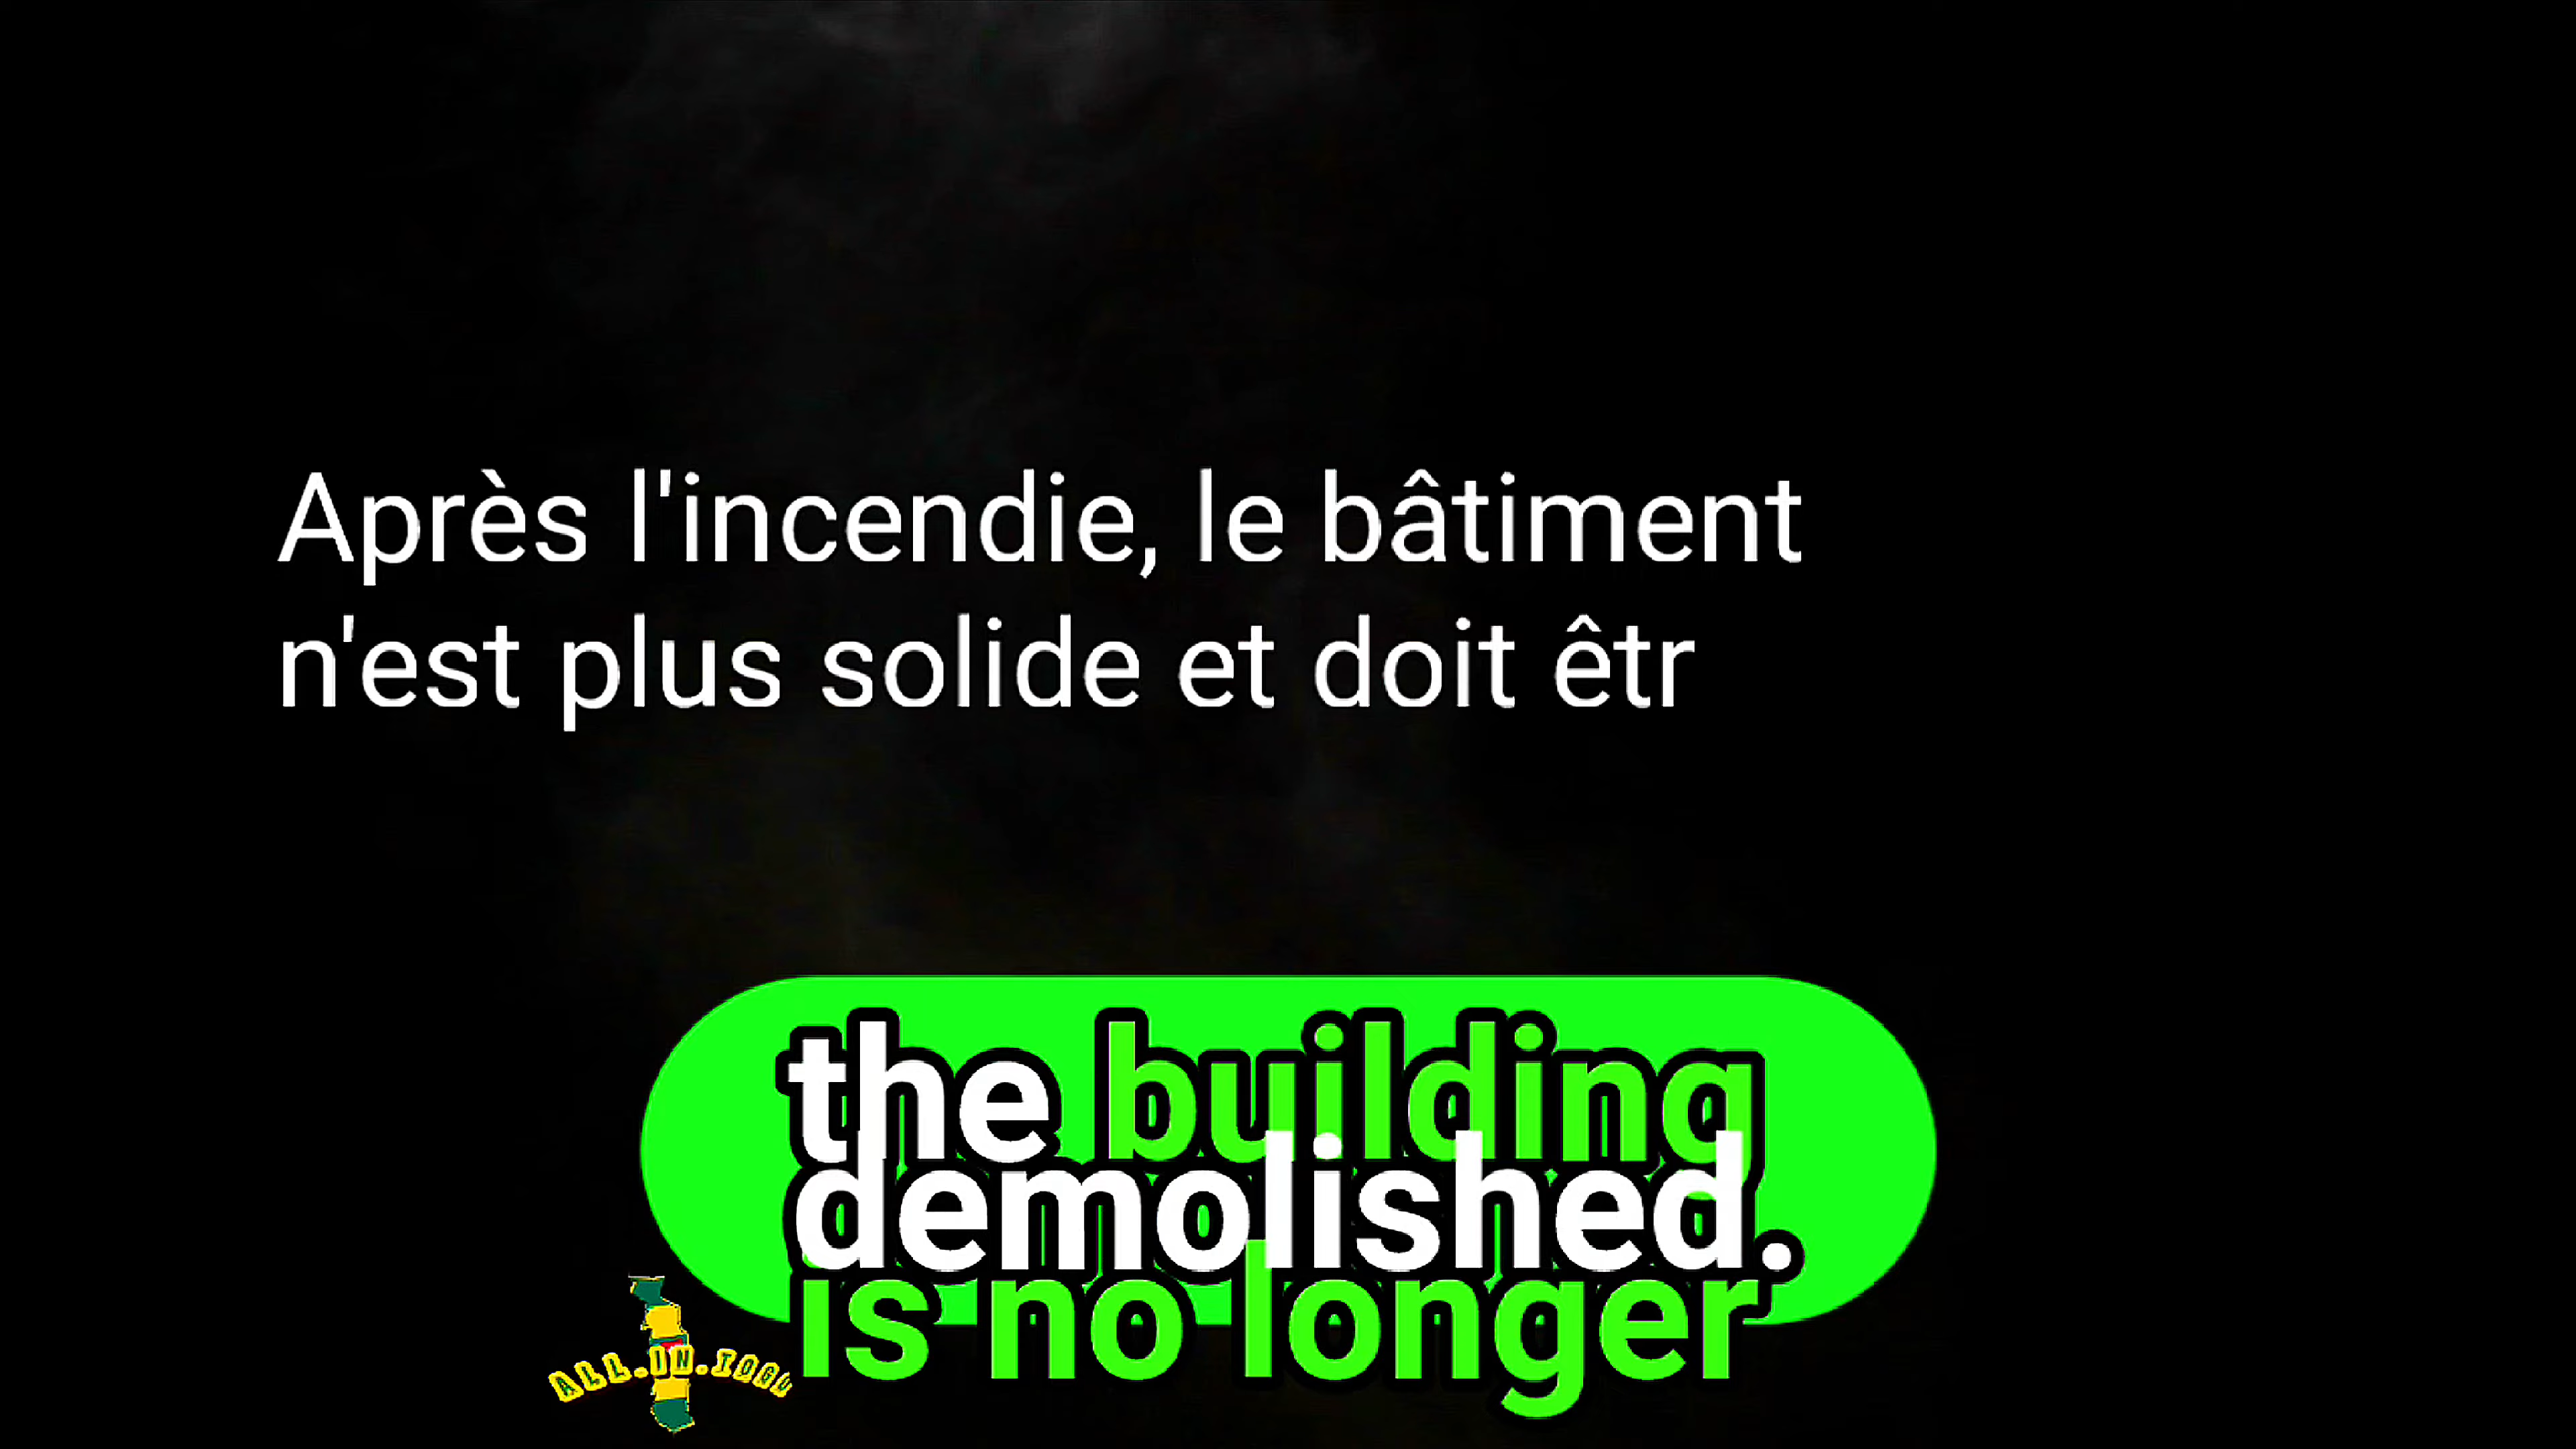 Après l'incendie, le bâtiment
n'est plus solide et doit êtr
the building
demolished.
is no longer
ALL.IN.TOGO